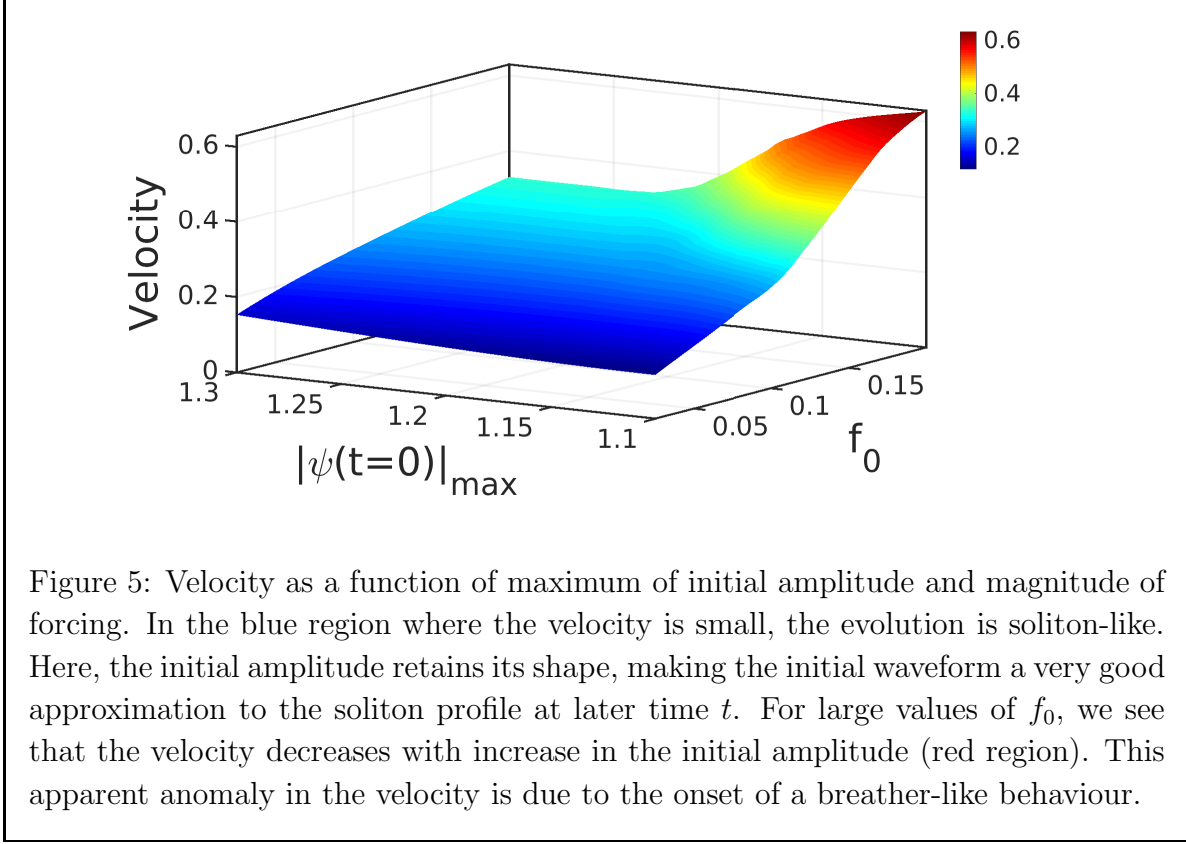 0.6
0.4
0.2
0.6
0.4
0.2
0
Velocity
1.3
1.25
1.2
1.15
1.1
|ψ(t=0)|max
0.05
0.1
0.15
f0
Figure 5: Velocity as a function of maximum of initial amplitude and magnitude of
forcing. In the blue region where the velocity is small, the evolution is soliton-like.
Here, the initial amplitude retains its shape, making the initial waveform a very good
approximation to the soliton profile at later time t. For large values of f0, we see
that the velocity decreases with increase in the initial amplitude (red region). This
apparent anomaly in the velocity is due to the onset of a breather-like behaviour.